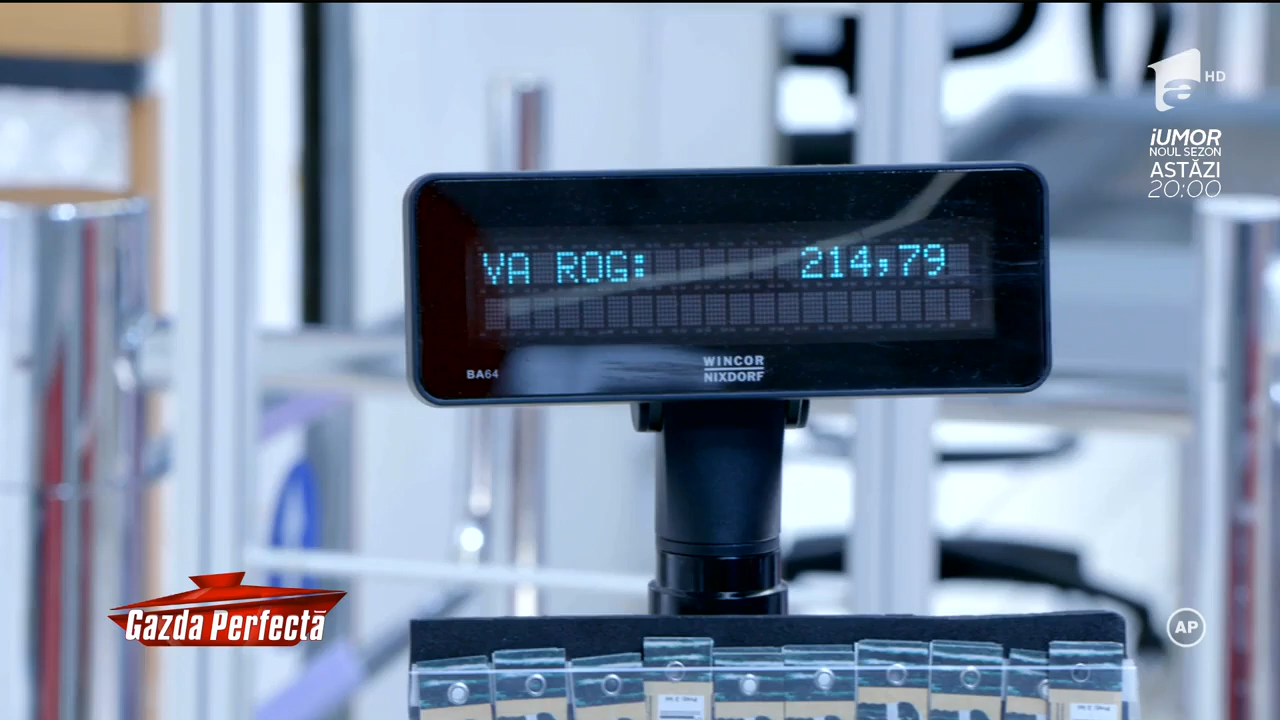 HD
iUMOR
NOUL SEZON
ASTĂZI
20:00
VA ROG: 214,79
BA64
WINCOR
NIXDORF
Gazda Perfectă
AP